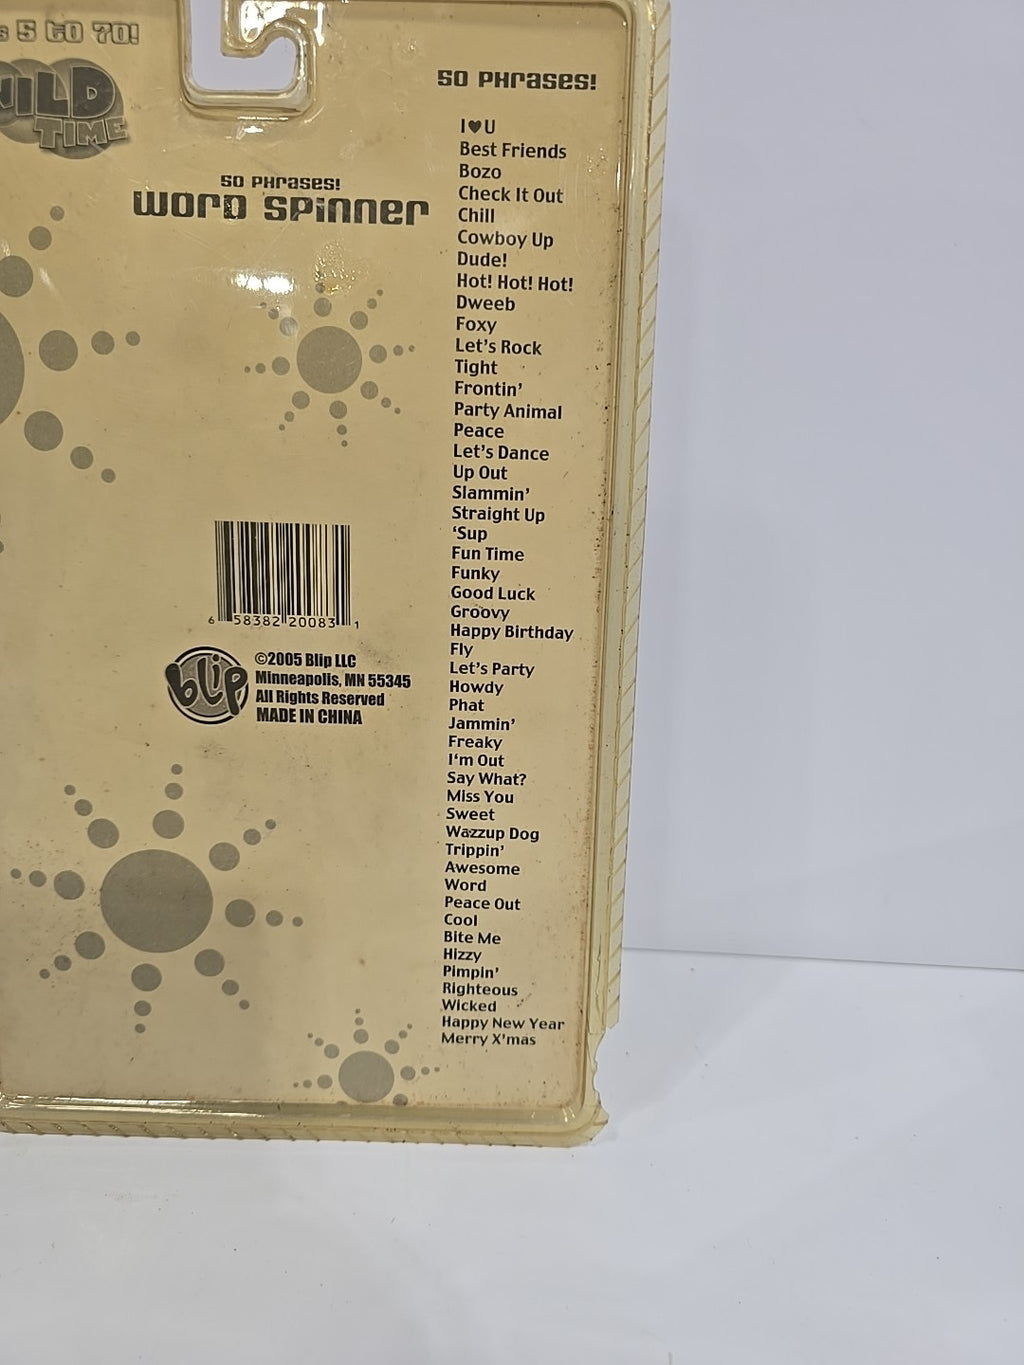 5 to 70!
WILD
TIME
50 PHrases!
WORD SPINNER
50 PHrases!
I♥U
Best Friends
Bozo
Check It Out
Chill
Cowboy Up
Dude!
Hot! Hot! Hot!
Dweeb
Foxy
Let's Rock
Tight
Frontin'
Party Animal
Peace
Let's Dance
Up Out
Slammin'
Straight Up
'Sup
Fun Time
Funky
Good Luck
Groovy
Happy Birthday
Fly
Let's Party
Howdy
Phat
Jammin'
Freaky
I'm Out
Say What?
Miss You
Sweet
Wazzup Dog
Trippin'
Awesome
Word
Peace Out
Cool
Bite Me
Hizzy
Pimpin'
Righteous
Wicked
Happy New Year
Merry X'mas
6 58382 20083 1
blip
©2005 Blip LLC
Minneapolis, MN 55345
All Rights Reserved
MADE IN CHINA